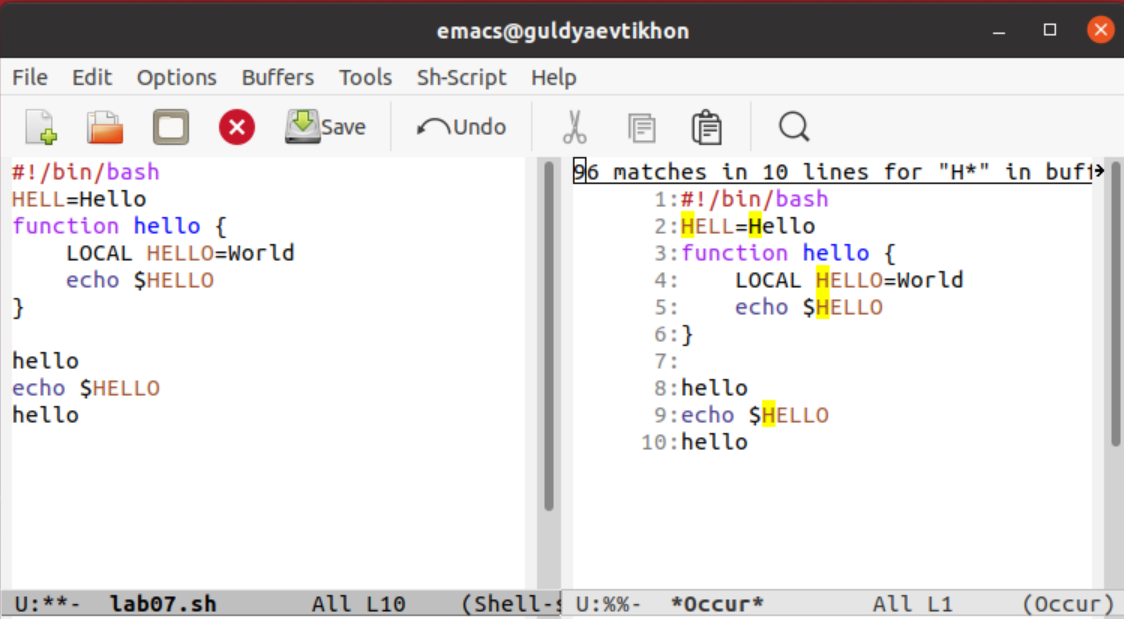 emacs@guldyaevtikhon
File Edit Options Buffers Tools Sh-Script Help
Save Undo
#!/bin/bash
HELL=Hello
function hello {
    LOCAL HELLO=World
    echo $HELLO
}
hello
echo $HELLO
hello
U:**-  lab07.sh       All L10    (Shell-s
96 matches in 10 lines for "H*" in buf
1:#!/bin/bash
2:HELL=Hello
3:function hello {
4:    LOCAL HELLO=World
5:    echo $HELLO
6:}
7:
8:hello
9:echo $HELLO
10:hello
U:%%-  *Occur*        All L1     (Occur)